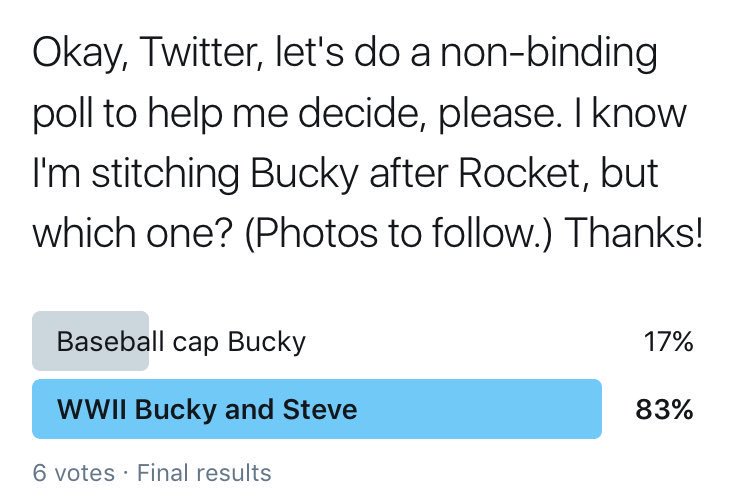 Okay, Twitter, let's do a non-binding
poll to help me decide, please. I know
I'm stitching Bucky after Rocket, but
which one? (Photos to follow.) Thanks!
Baseball cap Bucky 17%
WWII Bucky and Steve 83%
6 votes · Final results